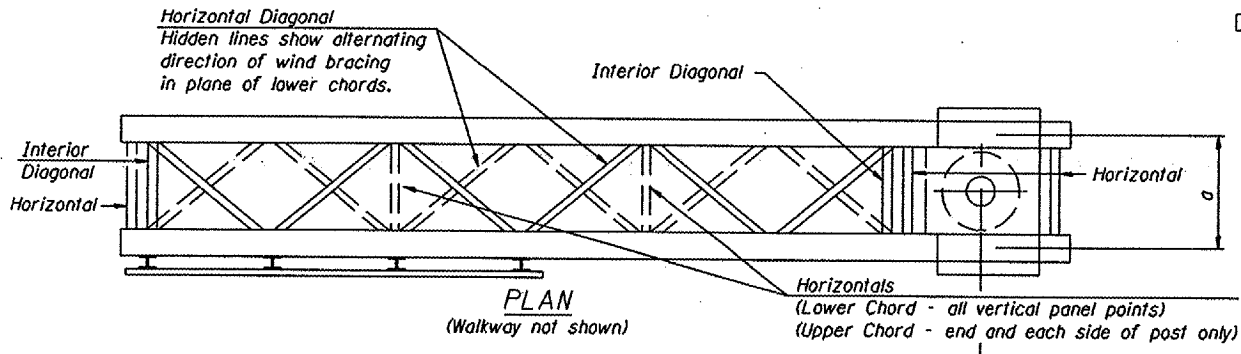 Horizontal Diagonal
Hidden lines show alternating
direction of wind bracing
in plane of lower chords.
Interior Diagonal
Interior
Diagonal
Horizontal
Horizontal
a
PLAN
(Walkway not shown)
Horizontals
(Lower Chord - all vertical panel points)
(Upper Chord - end and each side of post only)